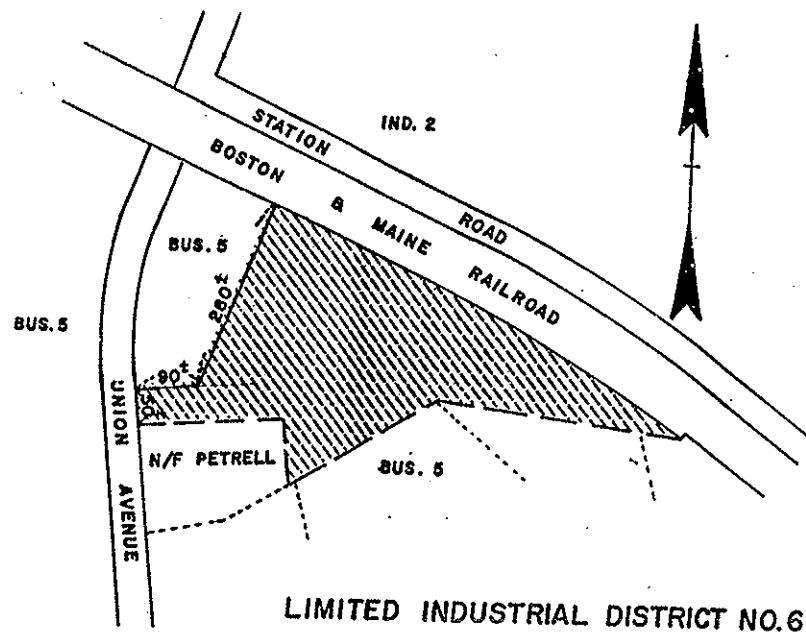 IND. 2
STATION ROAD
BOSTON & MAINE RAILROAD
BUS. 5
280±
BUS. 5
90±
50±
UNION AVENUE
N/F PETRELL
BUS. 5
LIMITED INDUSTRIAL DISTRICT NO. 6